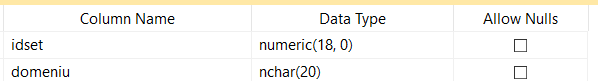 Column Name Data Type Allow Nulls
idset numeric(18, 0)
domeniu nchar(20)